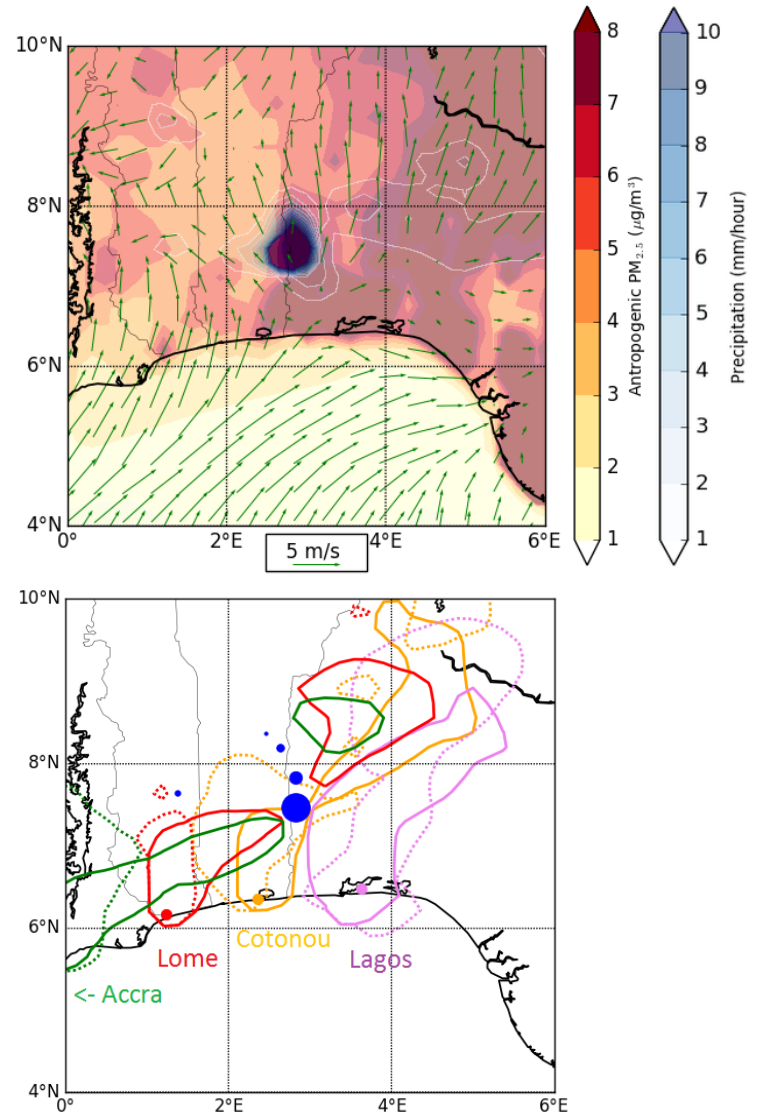 10°N
8°N
6°N
4°N
0°
2°E
4°E
6°E
5 m/s
8
7
6
5
4
3
2
1
Antropogenic PM2.5 (μg/m³)
10
9
8
7
6
5
4
3
2
1
Precipitation (mm/hour)
10°N
8°N
6°N
4°N
Cotonou
Lome
Lagos
<- Accra
0°
2°E
4°E
6°E